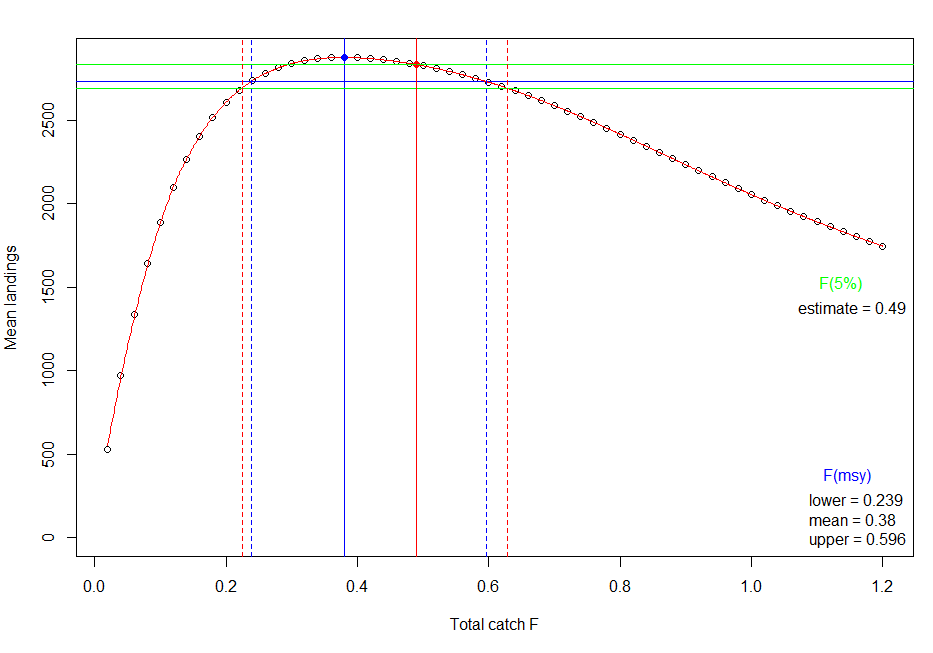 2500
2000
1500
1000
500
0
Mean landings
F(5%)
estimate = 0.49
F(msy)
lower = 0.239
mean = 0.38
upper = 0.596
0.0 0.2 0.4 0.6 0.8 1.0 1.2
Total catch F